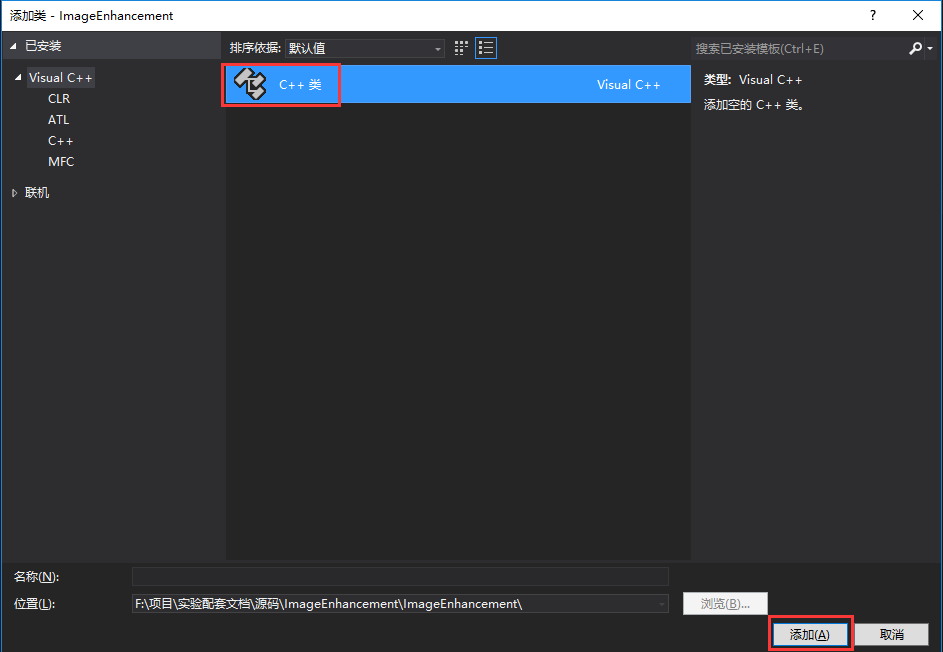 添加类 - ImageEnhancement
?
已安装
排序依据: 默认值
搜索已安装模板(Ctrl+E)
Visual C++
CLR
ATL
C++
MFC
联机
C++ 类
Visual C++
类型: Visual C++
添加空的 C++ 类。
名称(N):
位置(L):
F:\项目\实验配套文档\源码\ImageEnhancement\ImageEnhancement\
浏览(B)...
添加(A)
取消